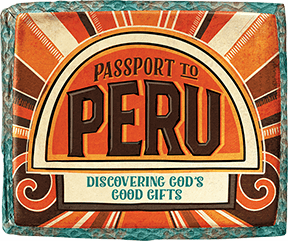 PASSPORT TO
PERU
DISCOVERING GOD'S
GOOD GIFTS